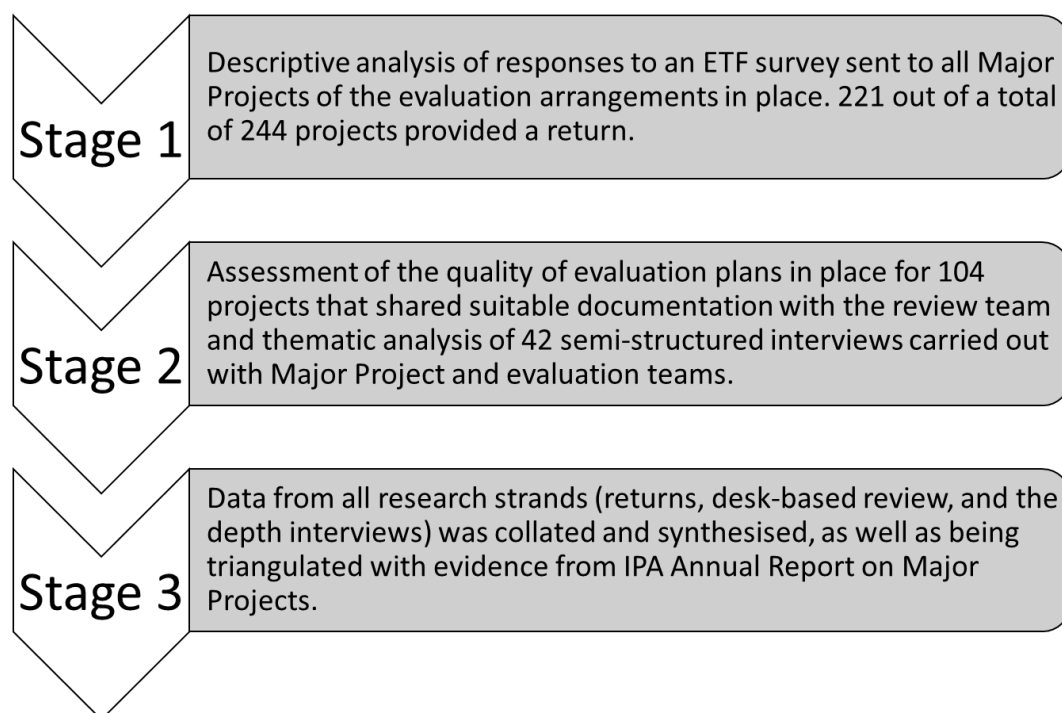 Stage 1
Descriptive analysis of responses to an ETF survey sent to all Major
Projects of the evaluation arrangements in place. 221 out of a total
of 244 projects provided a return.
Stage 2
Assessment of the quality of evaluation plans in place for 104
projects that shared suitable documentation with the review team
and thematic analysis of 42 semi-structured interviews carried out
with Major Project and evaluation teams.
Stage 3
Data from all research strands (returns, desk-based review, and the
depth interviews) was collated and synthesised, as well as being
triangulated with evidence from IPA Annual Report on Major
Projects.